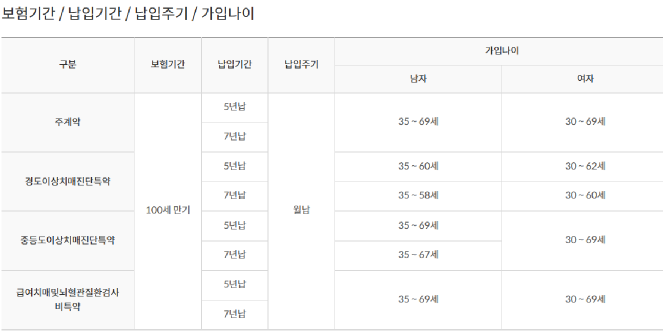 보험기간 / 납입기간 / 납입주기 / 가입나이
구분 보험기간 납입기간 납입주기 가입나이
남자 여자
주계약 100세 만기 5년납 월납 35 ~ 69세 30 ~ 69세
7년납
경도이상치매진단특약 5년납 35 ~ 60세 30 ~ 62세
7년납 35 ~ 58세 30 ~ 60세
중등도이상치매진단특약 5년납 35 ~ 69세 30 ~ 69세
7년납 35 ~ 67세
급여치매및뇌혈관질환검사 5년납 35 ~ 69세 30 ~ 69세
비특약 7년납